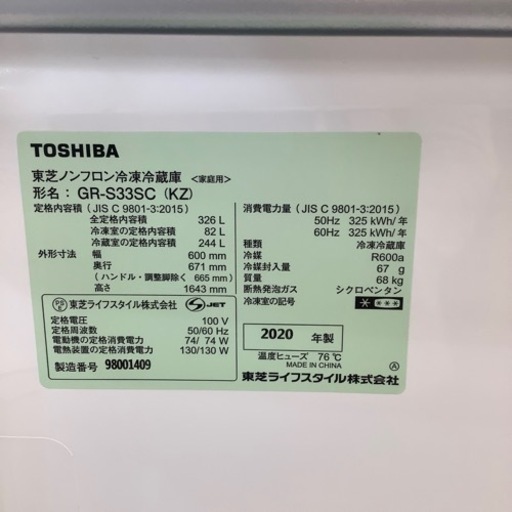 TOSHIBA
東芝ノンフロン冷凍冷蔵庫 <家庭用>
形名：GR-S33SC (KZ)
定格内容積 (JIS C 9801-3:2015)
全定格内容積 326 L
冷凍室の定格内容積 82 L
冷蔵室の定格内容積 244 L
外形寸法 幅 600 mm
奥行 671 mm
(ハンドル・調整脚除く 665 mm)
高さ 1643 mm
PSE 東芝ライフスタイル株式会社 S-JET
定格電圧 100 V
定格周波数 50/60 Hz
電動機の定格消費電力 74/ 74 W
電熱装置の定格消費電力 130/130 W
製造番号 98001409
消費電力量 (JIS C 9801-3:2015)
50Hz 325 kWh/年
60Hz 325 kWh/年
種類 冷凍冷蔵庫
冷媒 R600a
冷媒封入量 67 g
質量 68 kg
断熱発泡ガス シクロペンタン
冷凍室の記号
2020 年製
温度ヒューズ 76℃
MADE IN CHINA
A
東芝ライフスタイル株式会社